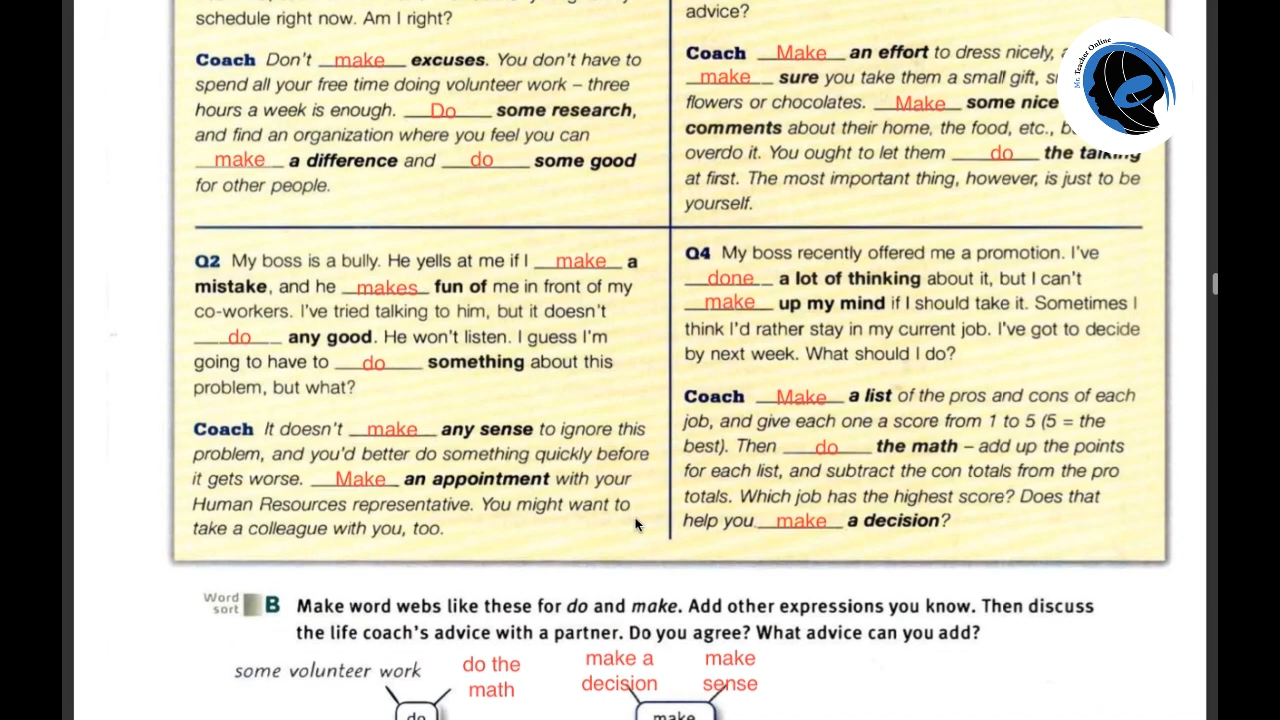 schedule right now. Am I right?
Coach Don't make excuses. You don't have to
spend all your free time doing volunteer work – three
hours a week is enough. Do some research,
and find an organization where you feel you can
make a difference and do some good
for other people.
Q2 My boss is a bully. He yells at me if I make a
mistake, and he makes fun of me in front of my
co-workers. I've tried talking to him, but it doesn't
do any good. He won't listen. I guess I'm
going to have to do something about this
problem, but what?
Coach It doesn't make any sense to ignore this
problem, and you'd better do something quickly before
it gets worse. Make an appointment with your
Human Resources representative. You might want to
take a colleague with you, too.
advice?
Coach Make an effort to dress nicely,
make sure you take them a small gift,
flowers or chocolates. Make some nice
comments about their home, the food, etc.,
overdo it. You ought to let them do the talking
at first. The most important thing, however, is just to be
yourself.
Q4 My boss recently offered me a promotion. I've
done a lot of thinking about it, but I can't
make up my mind if I should take it. Sometimes I
think I'd rather stay in my current job. I've got to decide
by next week. What should I do?
Coach Make a list of the pros and cons of each
job, and give each one a score from 1 to 5 (5 = the
best). Then do the math – add up the points
for each list, and subtract the con totals from the pro
totals. Which job has the highest score? Does that
help you make a decision?
Mr. Teacher Online
Word
sort
B Make word webs like these for do and make. Add other expressions you know. Then discuss
the life coach's advice with a partner. Do you agree? What advice can you add?
some volunteer work
do the
math
make a
decision
make
sense
do
make